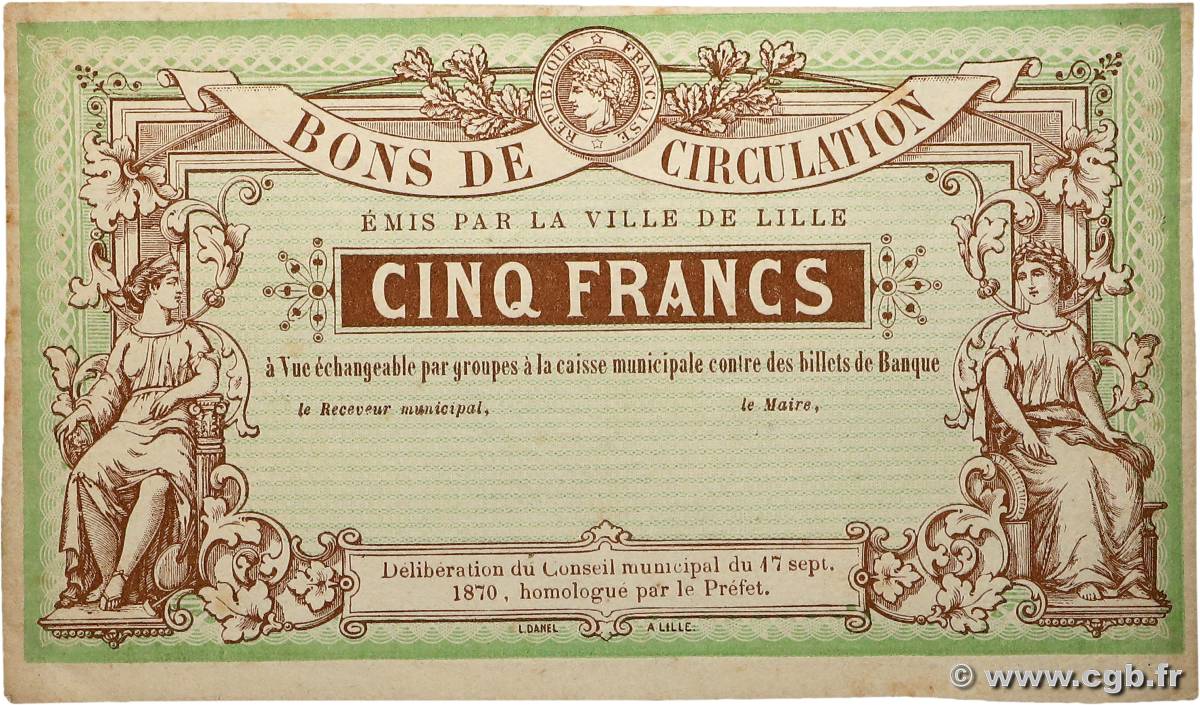 RÉPUBLIQUE FRANÇAISE
BONS DE CIRCULATION
ÉMIS PAR LA VILLE DE LILLE
CINQ FRANCS
à Vue échangeable par groupes à la caisse municipale contre des billets de Banque
le Receveur municipal, le Maire,
Délibération du Conseil municipal du 17 sept.
1870, homologué par le Préfet.
L. DANEL A LILLE.
© www.cgb.fr